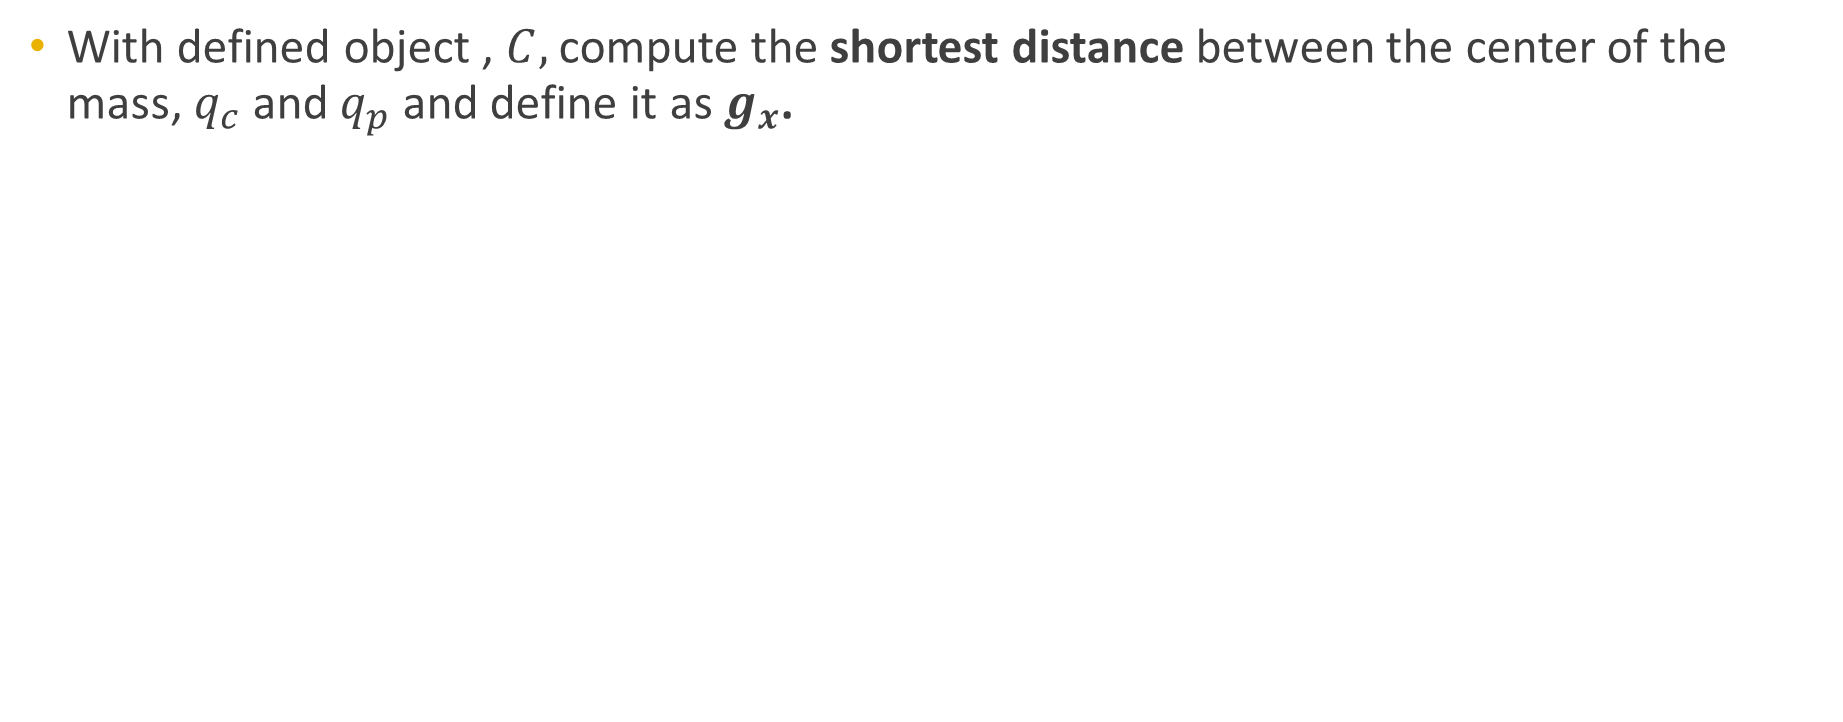 • With defined object , C, compute the shortest distance between the center of the
mass, q_c and q_p and define it as g_x.